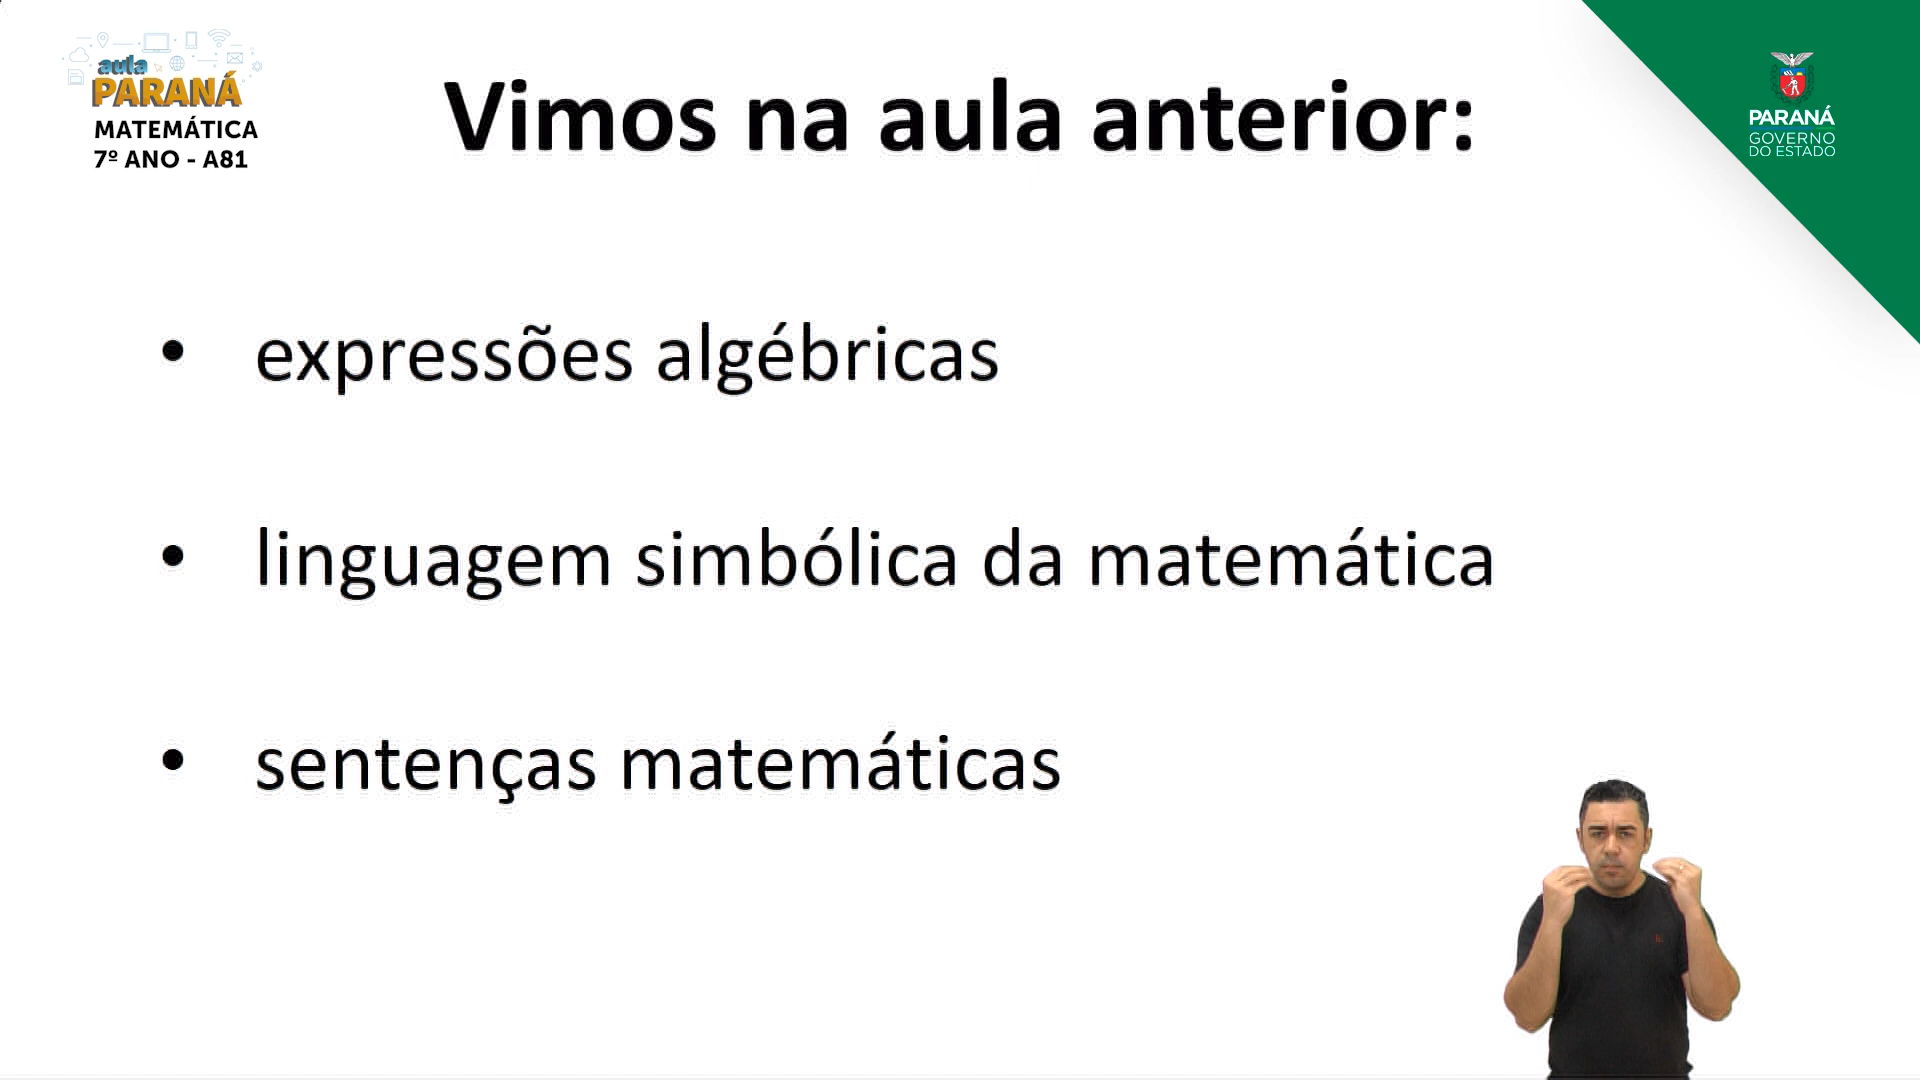 aula
PARANÁ
MATEMÁTICA
7º ANO - A81
Vimos na aula anterior:
PARANÁ
GOVERNO
DO ESTADO
• expressões algébricas
• linguagem simbólica da matemática
• sentenças matemáticas